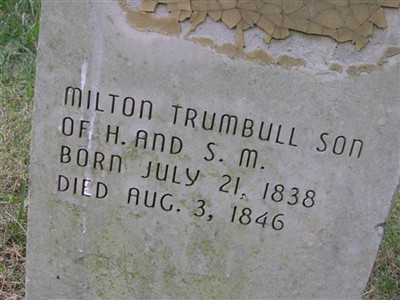 MILTON TRUMBULL SON
OF H. AND S. M.
BORN JULY 21, 1838
DIED AUG. 3, 1846